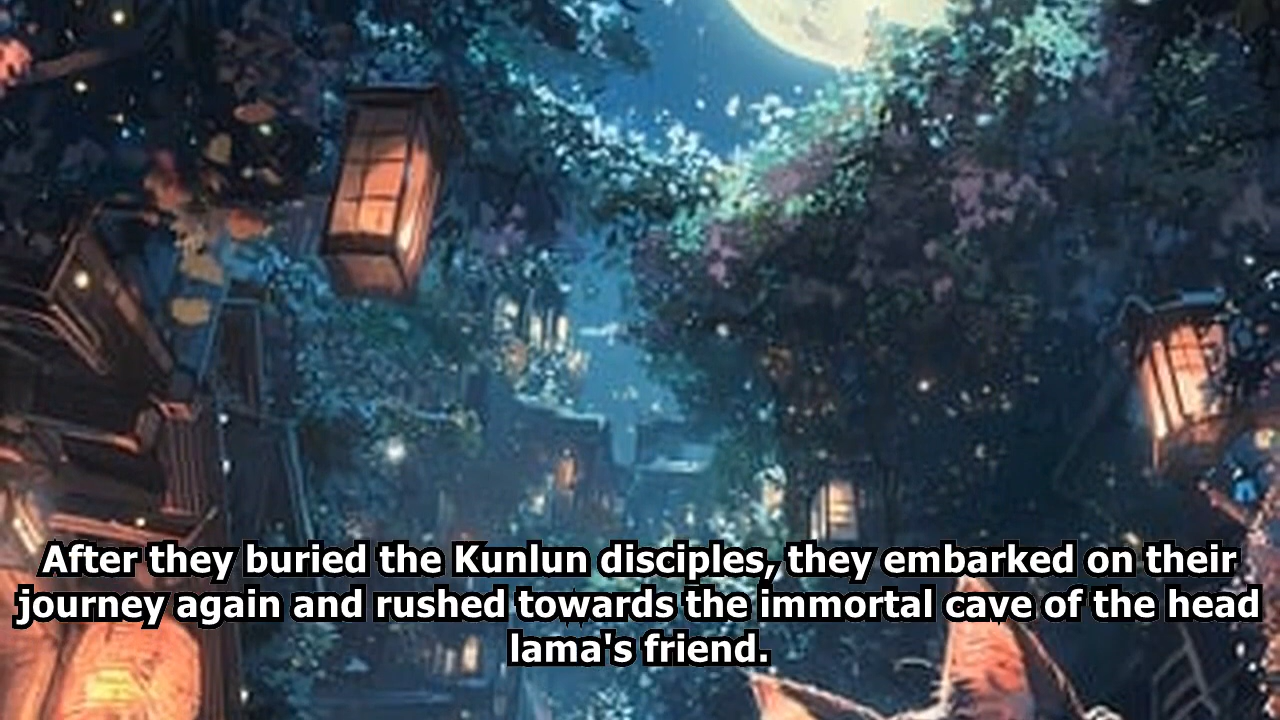 After they buried the Kunlun disciples, they embarked on their
journey again and rushed towards the immortal cave of the head
lama's friend.